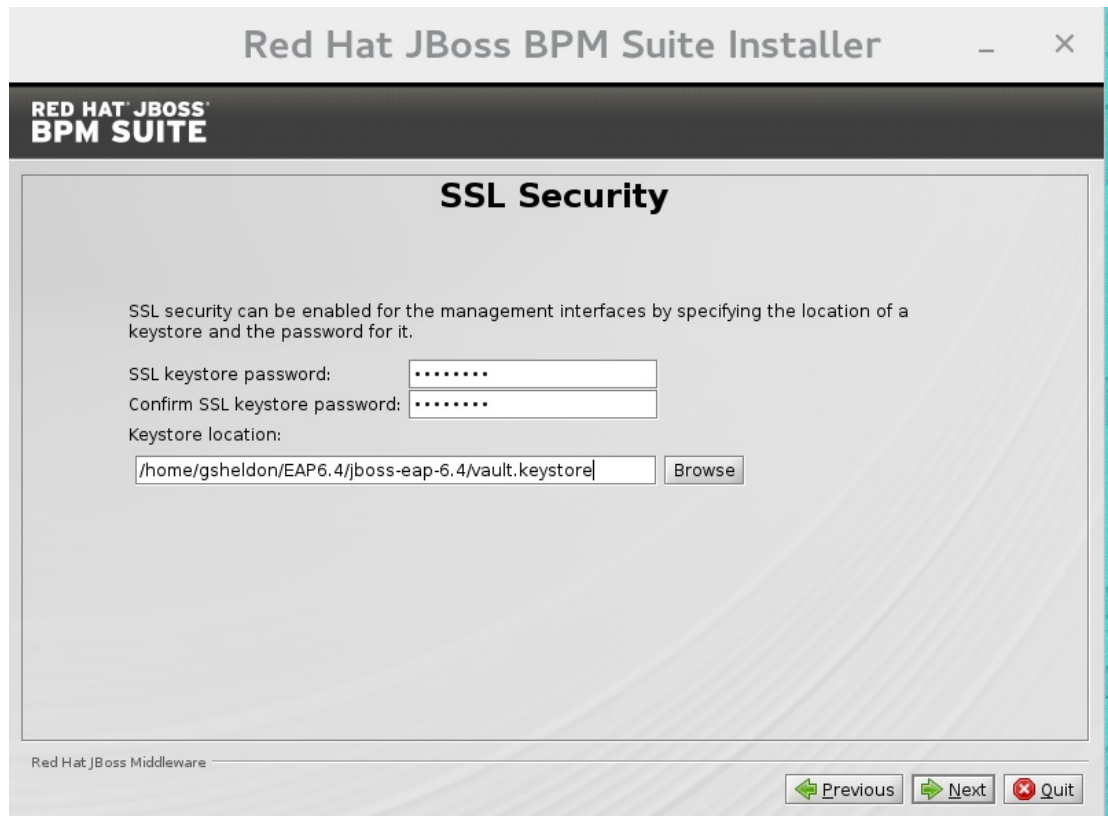 Red Hat JBoss BPM Suite Installer
RED HAT® JBOSS®
BPM SUITE
SSL Security
SSL security can be enabled for the management interfaces by specifying the location of a
keystore and the password for it.
SSL keystore password: ••••••••
Confirm SSL keystore password: ••••••••
Keystore location:
/home/gsheldon/EAP6.4/jboss-eap-6.4/vault.keystore Browse
Red Hat JBoss Middleware
Previous Next Quit